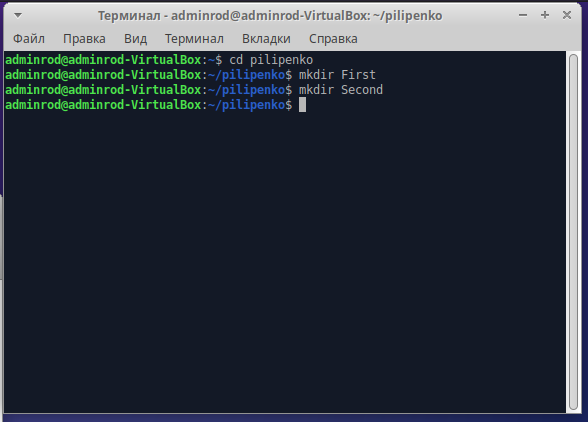 Терминал - adminrod@adminrod-VirtualBox: ~/pilipenko
Файл Правка Вид Терминал Вкладки Справка
adminrod@adminrod-VirtualBox:~$ cd pilipenko
adminrod@adminrod-VirtualBox:~/pilipenko$ mkdir First
adminrod@adminrod-VirtualBox:~/pilipenko$ mkdir Second
adminrod@adminrod-VirtualBox:~/pilipenko$